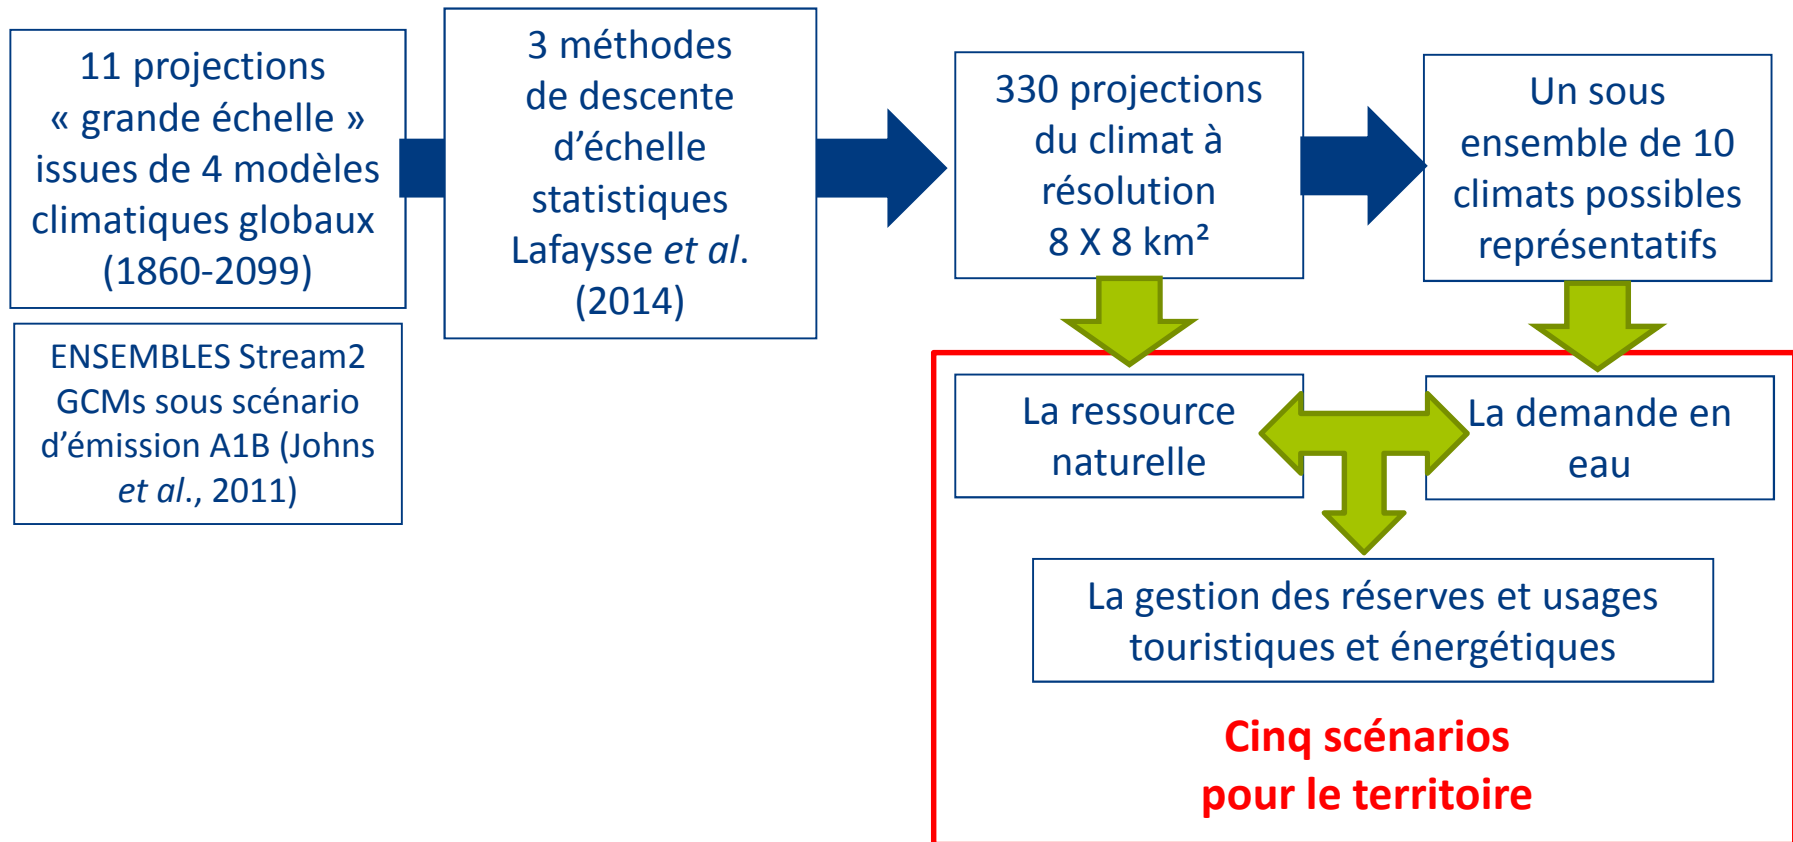 11 projections
« grande échelle »
issues de 4 modèles
climatiques globaux
(1860-2099)
ENSEMBLES Stream2
GCMs sous scénario
d’émission A1B (Johns
et al., 2011)
3 méthodes
de descente
d’échelle
statistiques
Lafaysse et al.
(2014)
330 projections
du climat à
résolution
8 X 8 km²
Un sous
ensemble de 10
climats possibles
représentatifs
La ressource
naturelle
La demande en
eau
La gestion des réserves et usages
touristiques et énergétiques
Cinq scénarios
pour le territoire